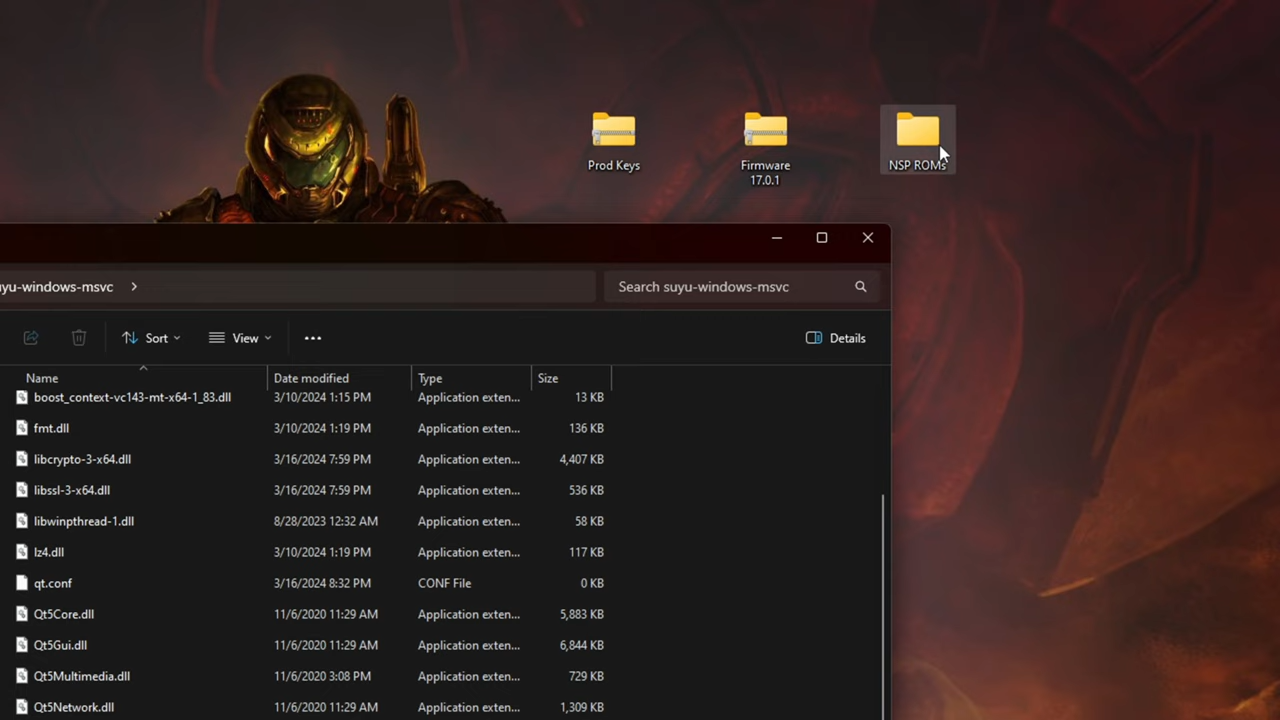 Prod Keys
Firmware
17.0.1
NSP ROMs
uyu-windows-msvc
Search suyu-windows-msvc
Sort
View
Details
Name Date modified Type Size
boost_context-vc143-mt-x64-1_83.dll 3/10/2024 1:15 PM Application exten... 13 KB
fmt.dll 3/10/2024 1:19 PM Application exten... 136 KB
libcrypto-3-x64.dll 3/16/2024 7:59 PM Application exten... 4,407 KB
libssl-3-x64.dll 3/16/2024 7:59 PM Application exten... 536 KB
libwinpthread-1.dll 8/28/2023 12:32 AM Application exten... 58 KB
lz4.dll 3/10/2024 1:19 PM Application exten... 117 KB
qt.conf 3/16/2024 8:32 PM CONF File 0 KB
Qt5Core.dll 11/6/2020 11:29 AM Application exten... 5,883 KB
Qt5Gui.dll 11/6/2020 11:29 AM Application exten... 6,844 KB
Qt5Multimedia.dll 11/6/2020 3:08 PM Application exten... 729 KB
Qt5Network.dll 11/6/2020 11:29 AM Application exten... 1,309 KB